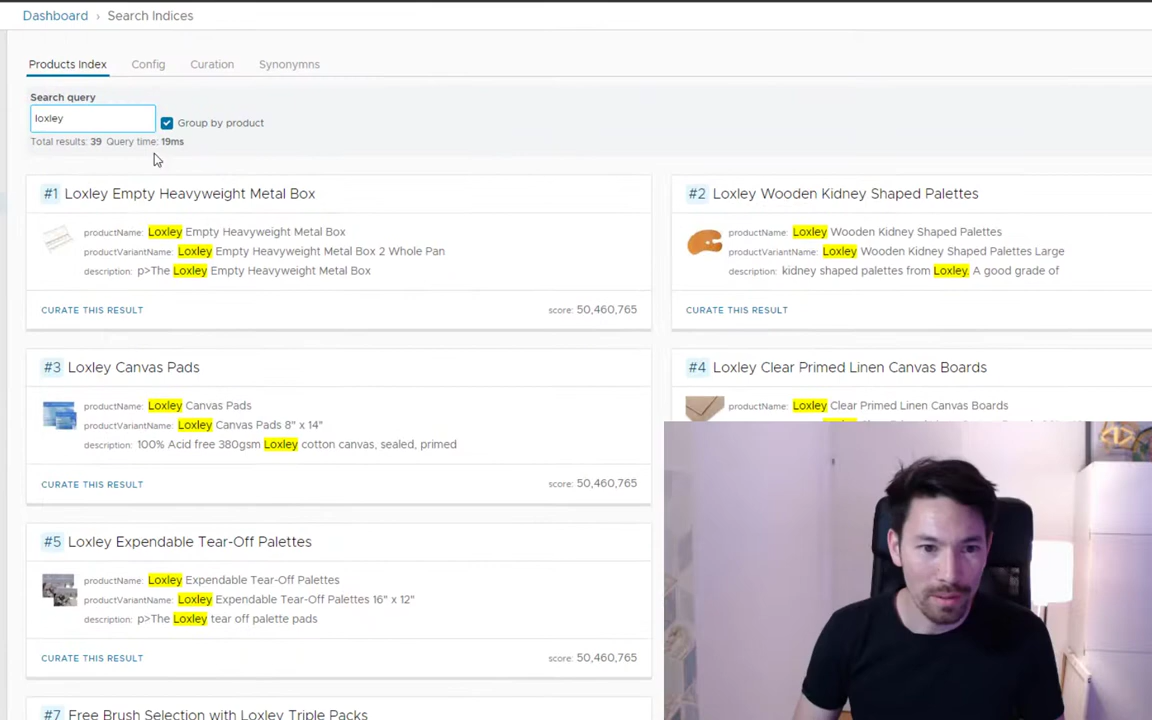 Dashboard › Search Indices
Products Index Config Curation Synonymns
Search query
loxley
Group by product
Total results: 39 Query time: 19ms
#1 Loxley Empty Heavyweight Metal Box
productName: Loxley Empty Heavyweight Metal Box
productVariantName: Loxley Empty Heavyweight Metal Box 2 Whole Pan
description: p>The Loxley Empty Heavyweight Metal Box
CURATE THIS RESULT score: 50,460,765
#2 Loxley Wooden Kidney Shaped Palettes
productName: Loxley Wooden Kidney Shaped Palettes
productVariantName: Loxley Wooden Kidney Shaped Palettes Large
description: kidney shaped palettes from Loxley. A good grade of
CURATE THIS RESULT
#3 Loxley Canvas Pads
productName: Loxley Canvas Pads
productVariantName: Loxley Canvas Pads 8" x 14"
description: 100% Acid free 380gsm Loxley cotton canvas, sealed, primed
CURATE THIS RESULT score: 50,460,765
#4 Loxley Clear Primed Linen Canvas Boards
productName: Loxley Clear Primed Linen Canvas Boards
#5 Loxley Expendable Tear-Off Palettes
productName: Loxley Expendable Tear-Off Palettes
productVariantName: Loxley Expendable Tear-Off Palettes 16" x 12"
description: p>The Loxley tear off palette pads
CURATE THIS RESULT score: 50,460,765
#7 Free Brush Selection with Loxley Triple Packs